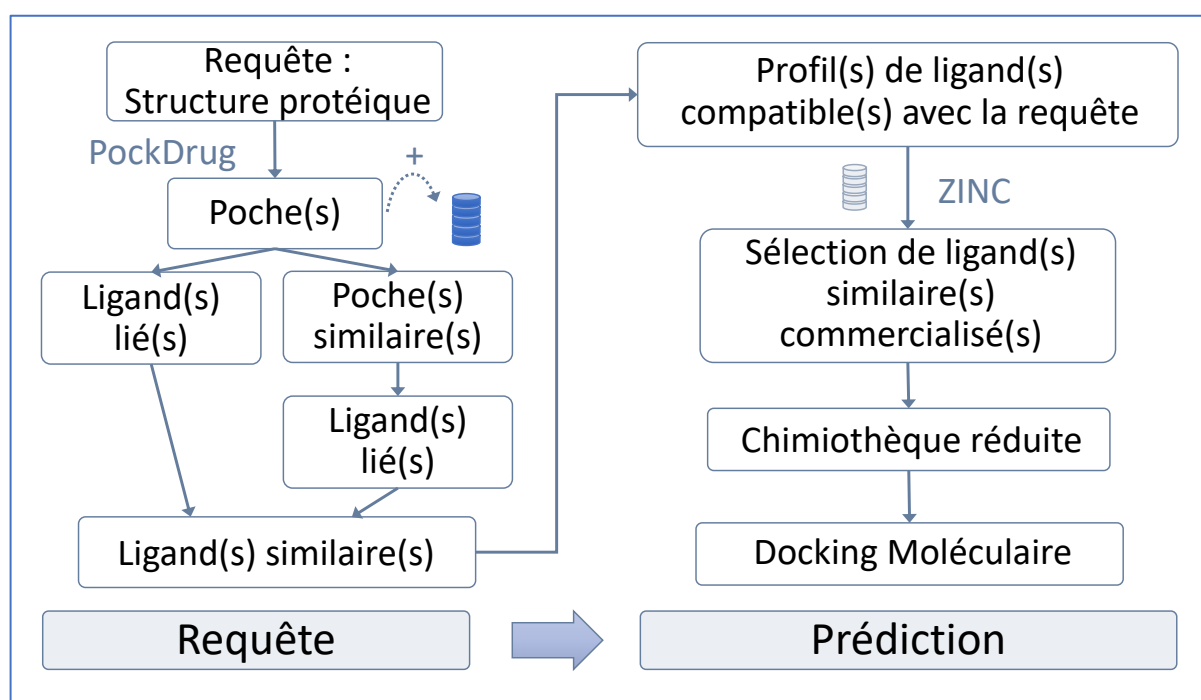 Requête :
Structure protéique
PockDrug
+
Poche(s)
Ligand(s)
lié(s)
Poche(s)
similaire(s)
Ligand(s)
lié(s)
Ligand(s) similaire(s)
Requête
Profil(s) de ligand(s)
compatible(s) avec la requête
ZINC
Sélection de ligand(s)
similaire(s)
commercialisé(s)
Chimiothèque réduite
Docking Moléculaire
Prédiction